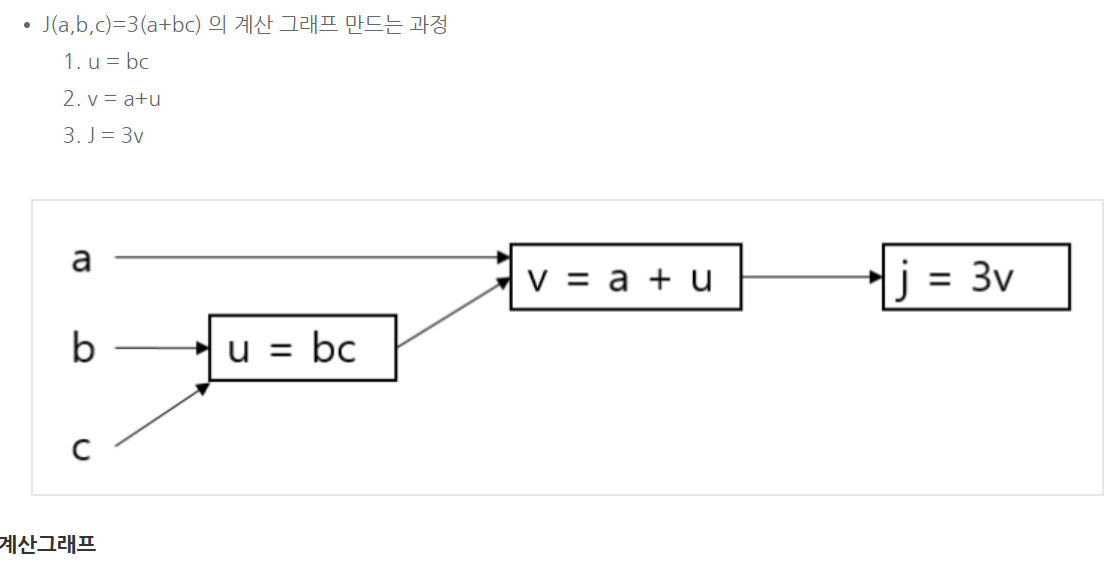 • J(a,b,c)=3(a+bc) 의 계산 그래프 만드는 과정
1. u = bc
2. v = a+u
3. J = 3v
a
v = a + u
j = 3v
b
u = bc
c
계산그래프